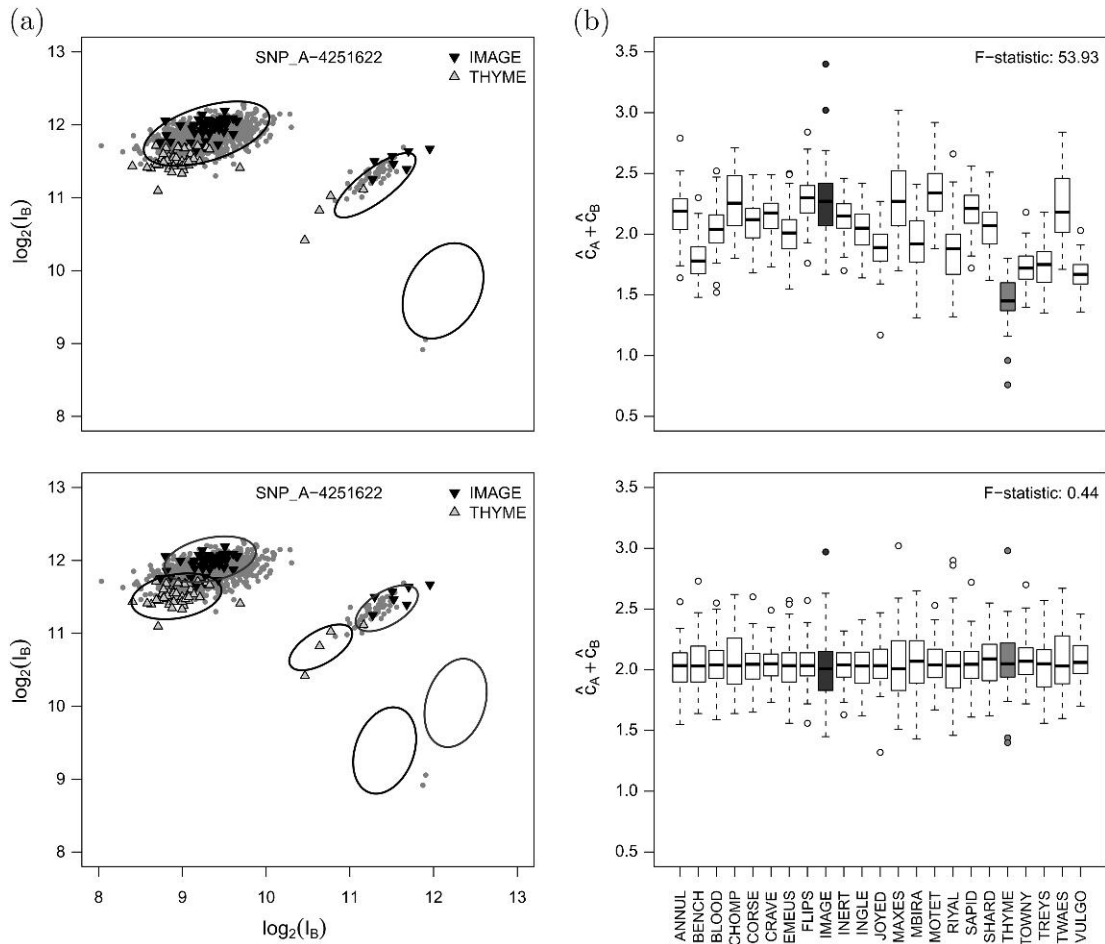 (a)
(b)
SNP_A−4251622
IMAGE
THYME
log2(IB)
13
12
11
10
9
8
F−statistic: 53.93
ĉA + ĉB
3.5
3.0
2.5
2.0
1.5
1.0
0.5
SNP_A−4251622
IMAGE
THYME
log2(IB)
13
12
11
10
9
8
8 9 10 11 12 13
log2(IB)
F−statistic: 0.44
ĉA + ĉB
3.5
3.0
2.5
2.0
1.5
1.0
0.5
ANNUL
BENCH
BLOOD
CHOMP
CORSE
CRAVE
EMEUS
FLIPS
IMAGE
INERT
INGLE
JOYED
MAXES
MBIRA
MOTET
RIYAL
SAPID
SHARD
THYME
TOWNY
TREYS
TWAES
VULGO